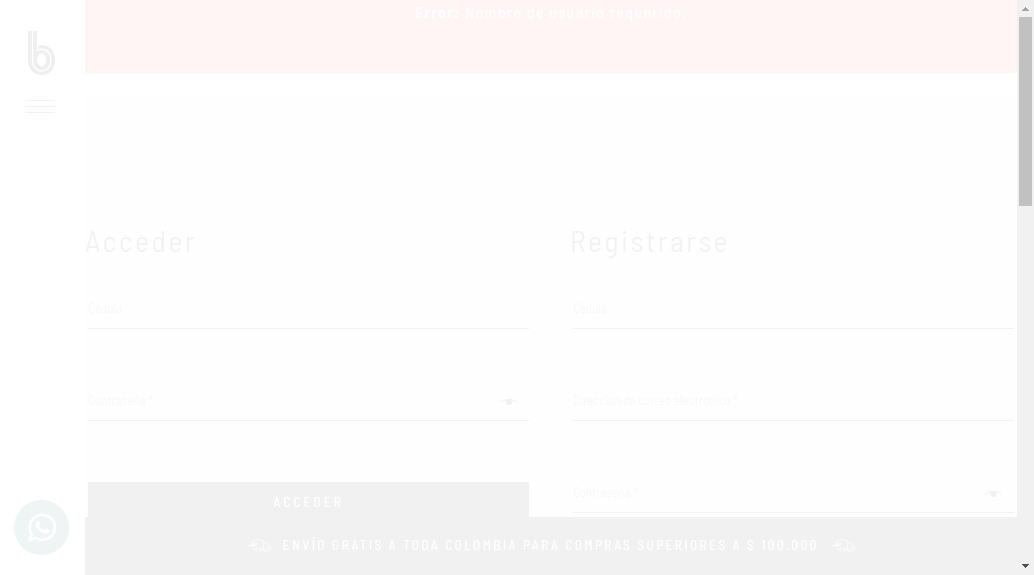 Error: Nombre de usuario requerido.
b
Acceder
Registrarse
Cédula
Cédula
Contraseña *
Dirección de correo electrónico *
ACCEDER
Contraseña *
ENVÍO GRATIS A TODA COLOMBIA PARA COMPRAS SUPERIORES A $ 100.000